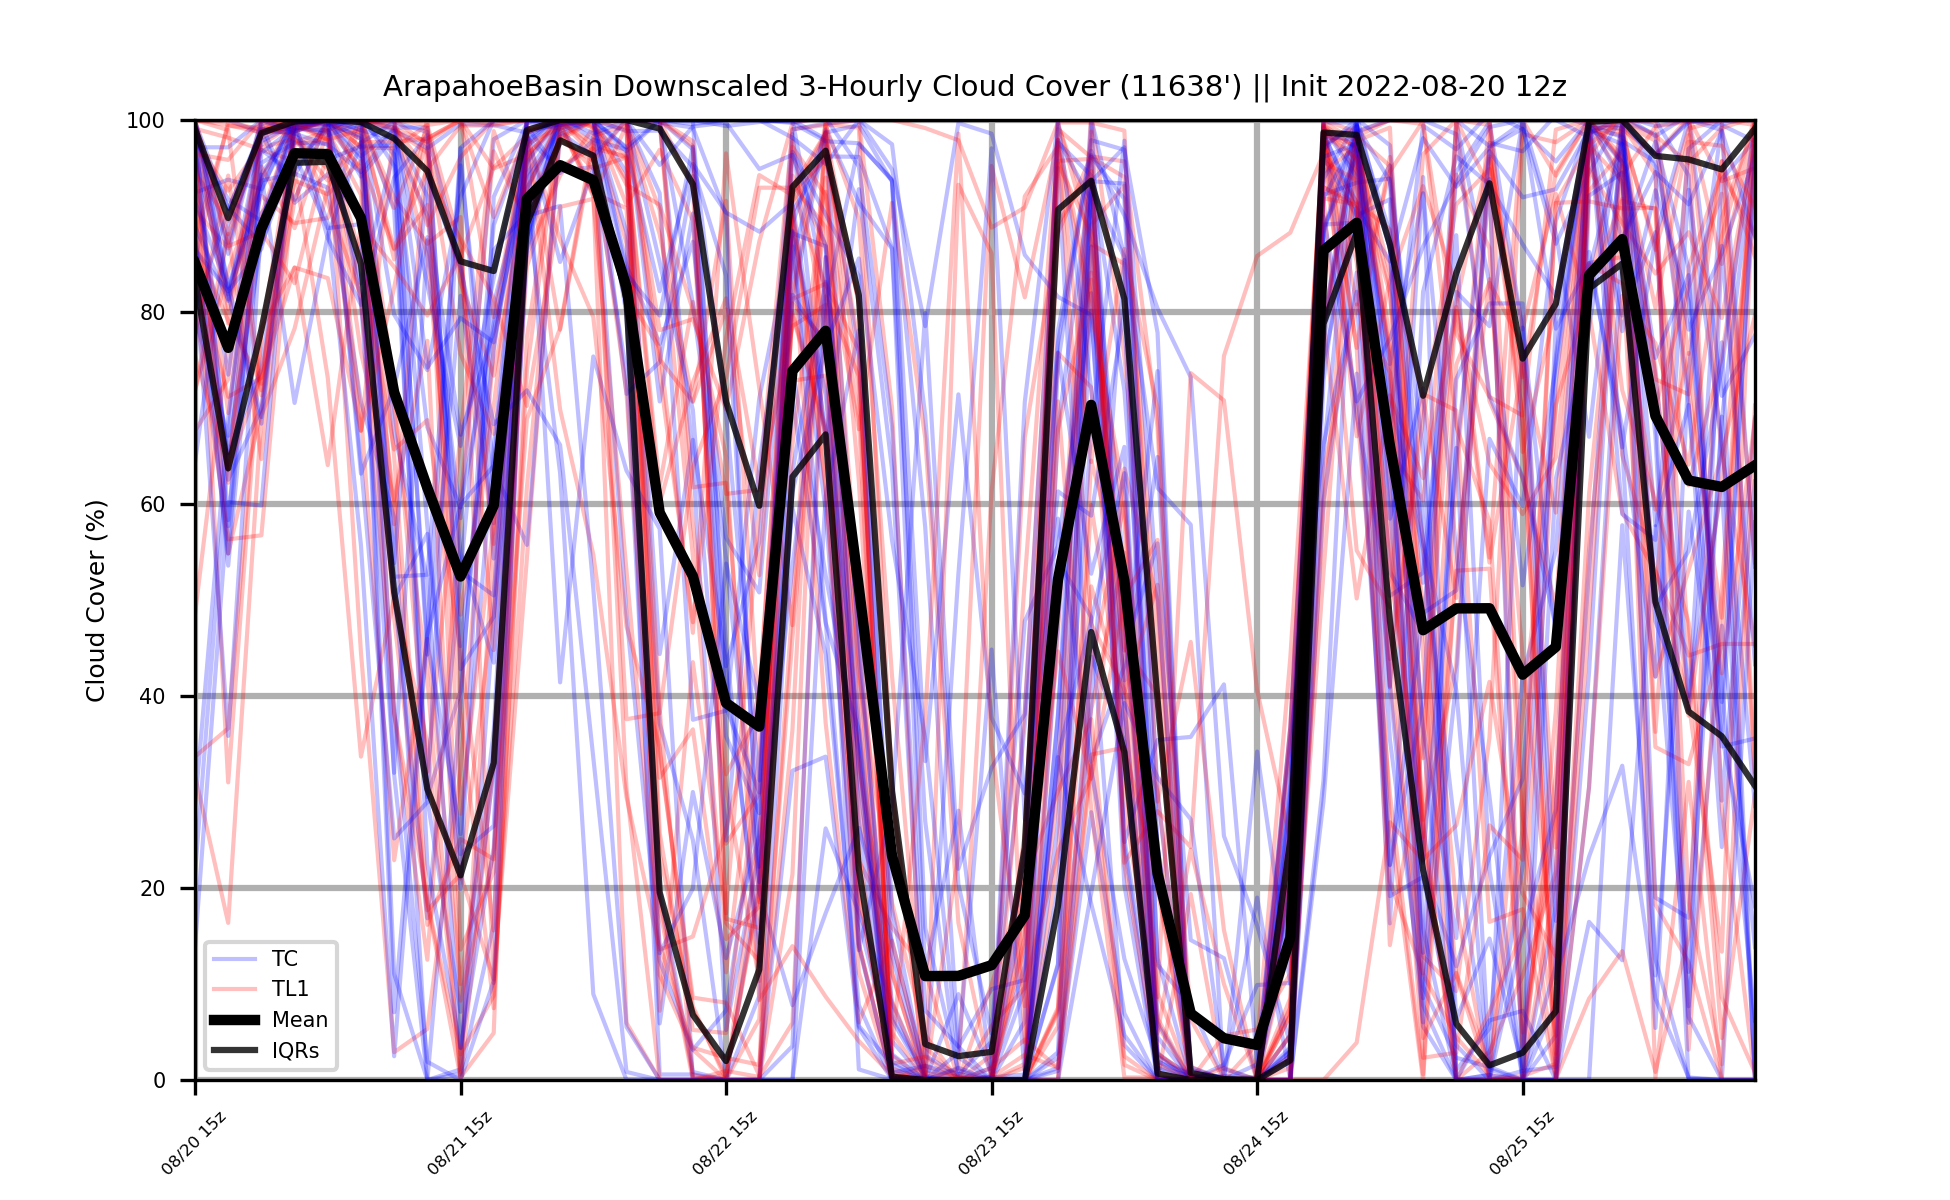 ArapahoeBasin Downscaled 3-Hourly Cloud Cover (11638') || Init 2022-08-20 12z
Cloud Cover (%)
100
80
60
40
20
0
TC
TL1
Mean
IQRs
08/20 15z
08/21 15z
08/22 15z
08/23 15z
08/24 15z
08/25 15z